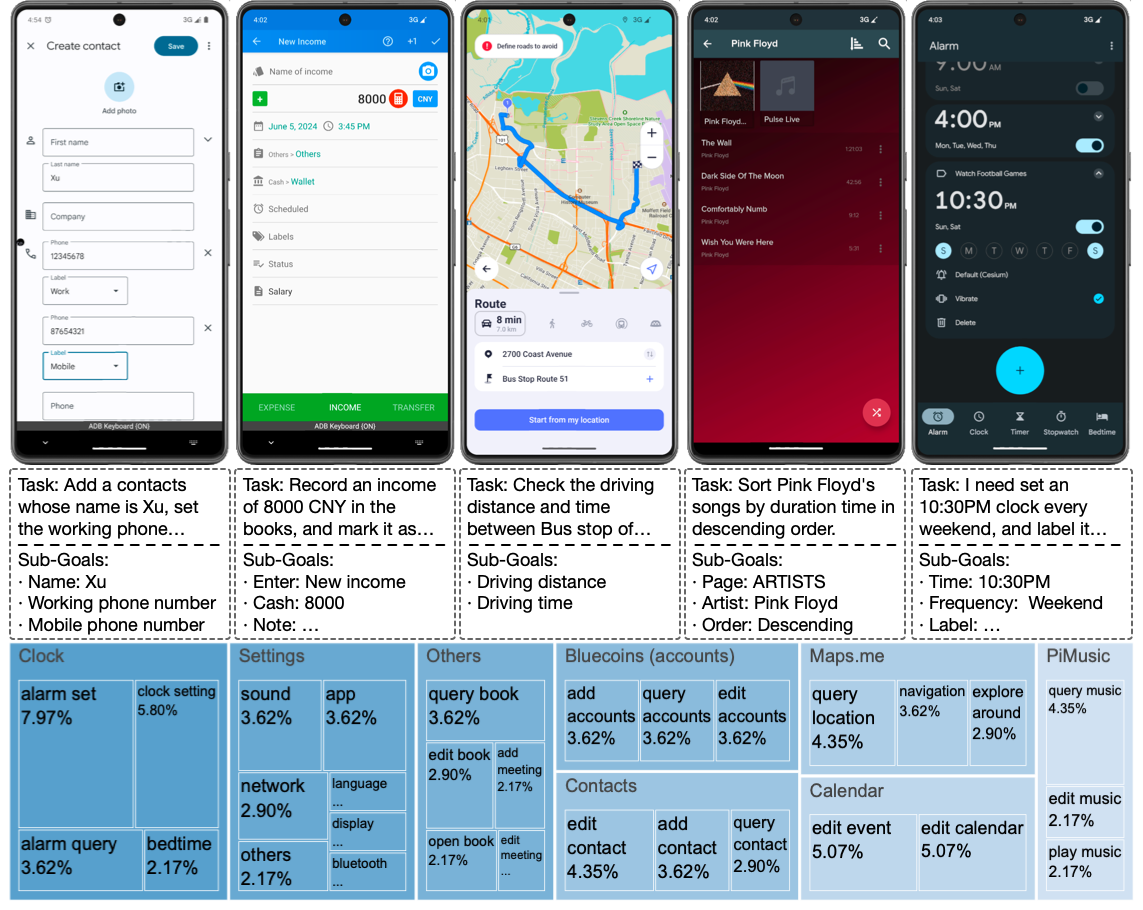 4:54
3G
Create contact
Save
Add photo
First name
Last name
Xu
Company
Phone
12345678
Label
Work
Phone
87654321
Label
Mobile
Phone
ADB Keyboard (ON)
4:02
3G
New Income
+1
Name of income
8000
CNY
June 5, 2024
3:45 PM
Others > Others
Cash > Wallet
Scheduled
Labels
Status
Salary
EXPENSE
INCOME
TRANSFER
ADB Keyboard (ON)
4:01
3G
Define roads to avoid
101
Route
8 min
7.0 km
2700 Coast Avenue
Bus Stop Route 51
Start from my location
4:02
3G
Pink Floyd
Pink Floyd...
Pulse Live
The Wall
Pink Floyd
1:21:03
Dark Side Of The Moon
Pink Floyd
42:56
Comfortably Numb
Pink Floyd
9:12
Wish You Were Here
Pink Floyd
5:31
4:03
3G
Alarm
9:00 AM
Sun, Sat
4:00 PM
Mon, Tue, Wed, Thu
Watch Football Games
10:30 PM
Sun, Sat
S M T W T F S
Default (Cesium)
Vibrate
Delete
Alarm
Clock
Timer
Stopwatch
Bedtime
Task: Add a contacts
whose name is Xu, set
the working phone…
Sub-Goals:
· Name: Xu
· Working phone number
· Mobile phone number
Task: Record an income
of 8000 CNY in the
books, and mark it as…
Sub-Goals:
· Enter: New income
· Cash: 8000
· Note: …
Task: Check the driving
distance and time
between Bus stop of…
Sub-Goals:
· Driving distance
· Driving time
Task: Sort Pink Floyd's
songs by duration time in
descending order.
Sub-Goals:
· Page: ARTISTS
· Artist: Pink Floyd
· Order: Descending
Task: I need set an
10:30PM clock every
weekend, and label it…
Sub-Goals:
· Time: 10:30PM
· Frequency: Weekend
· Label: …
Clock
alarm set
7.97%
clock setting
5.80%
alarm query
3.62%
bedtime
2.17%
Settings
sound
3.62%
app
3.62%
network
2.90%
language
...
display
...
others
2.17%
bluetooth
...
Others
query book
3.62%
edit book
2.90%
add
meeting
2.17%
open book
2.17%
edit
meeting
...
Bluecoins (accounts)
add
accounts
3.62%
query
accounts
3.62%
edit
accounts
3.62%
Contacts
edit
contact
4.35%
add
contact
3.62%
query
contact
2.90%
Maps.me
query
location
4.35%
navigation
3.62%
explore
around
2.90%
Calendar
edit event
5.07%
edit calendar
5.07%
PiMusic
query music
4.35%
edit music
2.17%
play music
2.17%